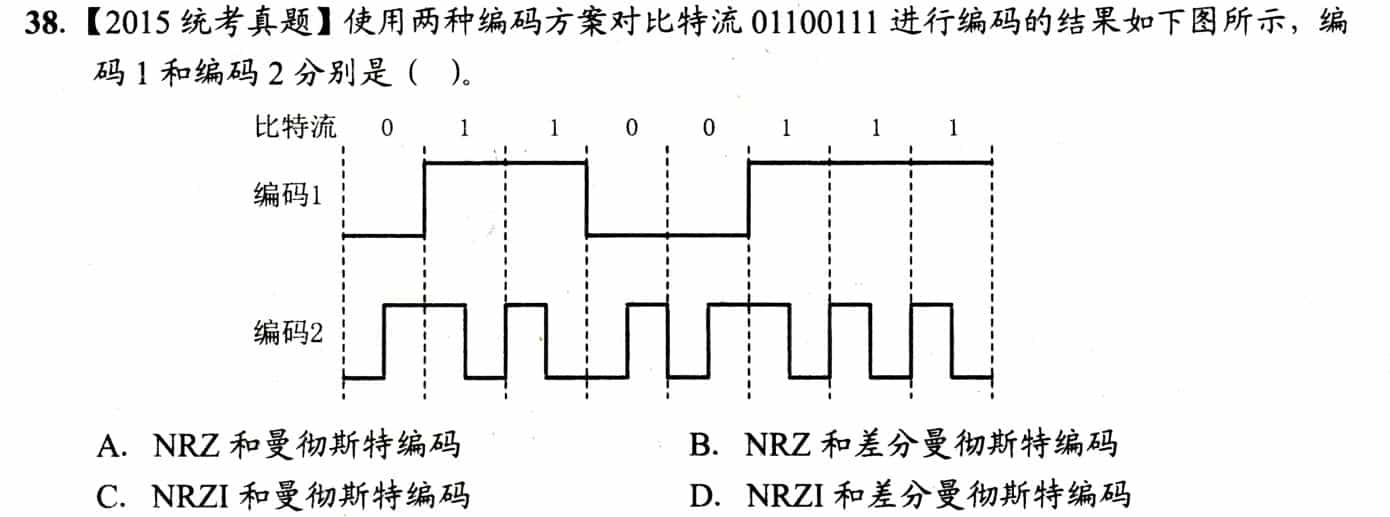 38.【2015 统考真题】使用两种编码方案对比特流 01100111 进行编码的结果如下图所示，编
码 1 和编码 2 分别是（　）。
比特流 0 1 1 0 0 1 1 1
编码1
编码2
A. NRZ 和曼彻斯特编码 B. NRZ 和差分曼彻斯特编码
C. NRZI 和曼彻斯特编码 D. NRZI 和差分曼彻斯特编码